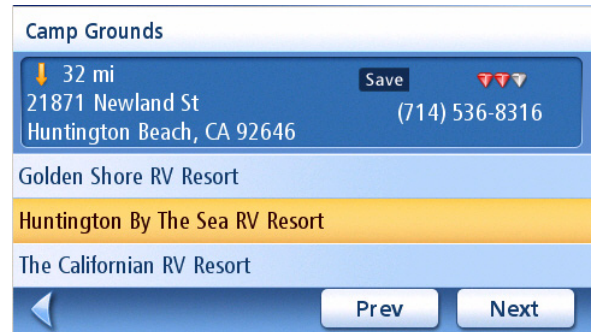 Camp Grounds
32 mi
Save
21871 Newland St
(714) 536-8316
Huntington Beach, CA 92646
Golden Shore RV Resort
Huntington By The Sea RV Resort
The Californian RV Resort
Prev
Next